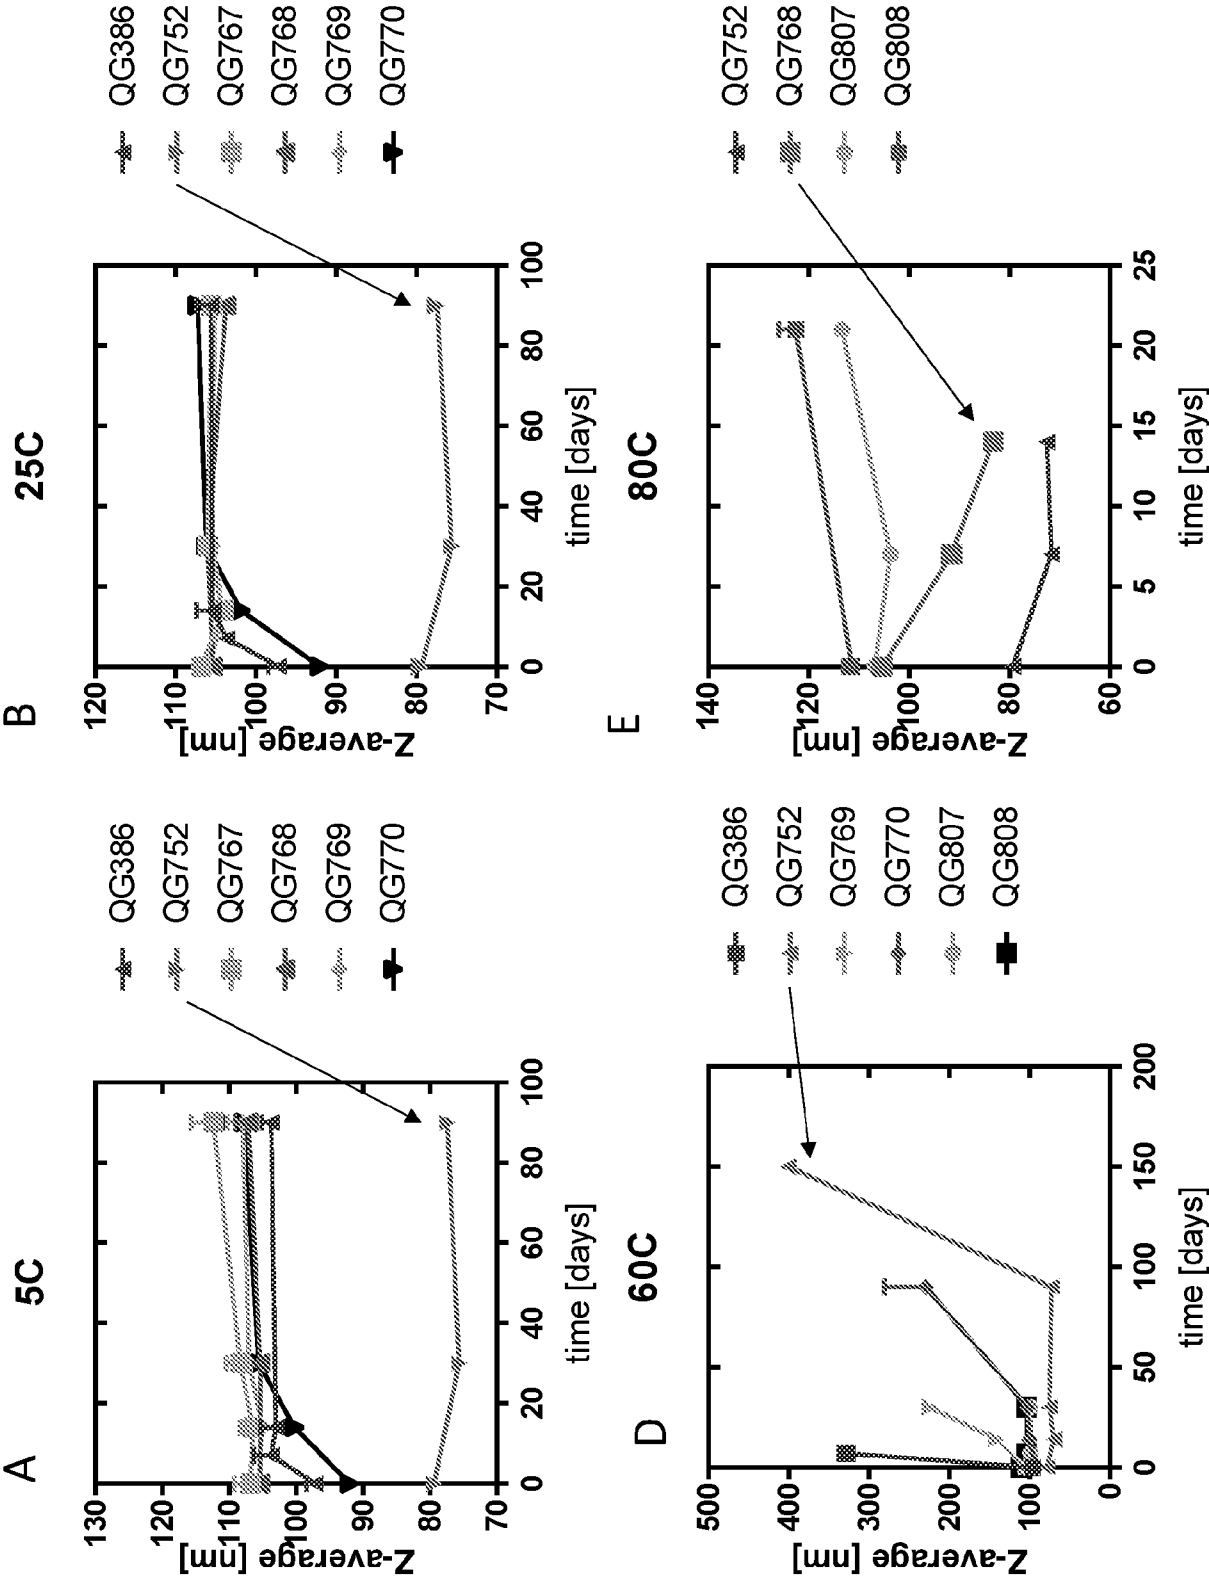 A
5C
Z-average [nm]
130
120
110
100
90
80
70
0
20
40
60
80
100
time [days]
QG386
QG752
QG767
QG768
QG769
QG770
B
25C
Z-average [nm]
120
110
100
90
80
70
0
20
40
60
80
100
time [days]
QG386
QG752
QG767
QG768
QG769
QG770
D
60C
Z-average [nm]
500
400
300
200
100
0
0
50
100
150
200
time [days]
QG386
QG752
QG769
QG770
QG807
QG808
E
80C
Z-average [nm]
140
120
100
80
60
0
5
10
15
20
25
time [days]
QG752
QG768
QG807
QG808